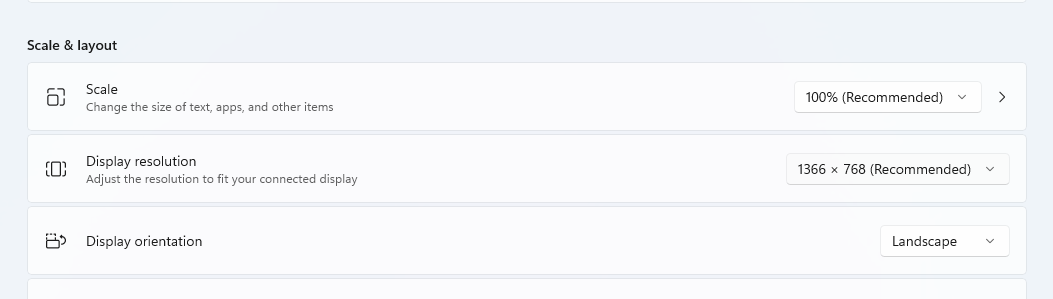 Scale & layout
Scale
Change the size of text, apps, and other items
100% (Recommended)
Display resolution
Adjust the resolution to fit your connected display
1366 × 768 (Recommended)
Display orientation
Landscape